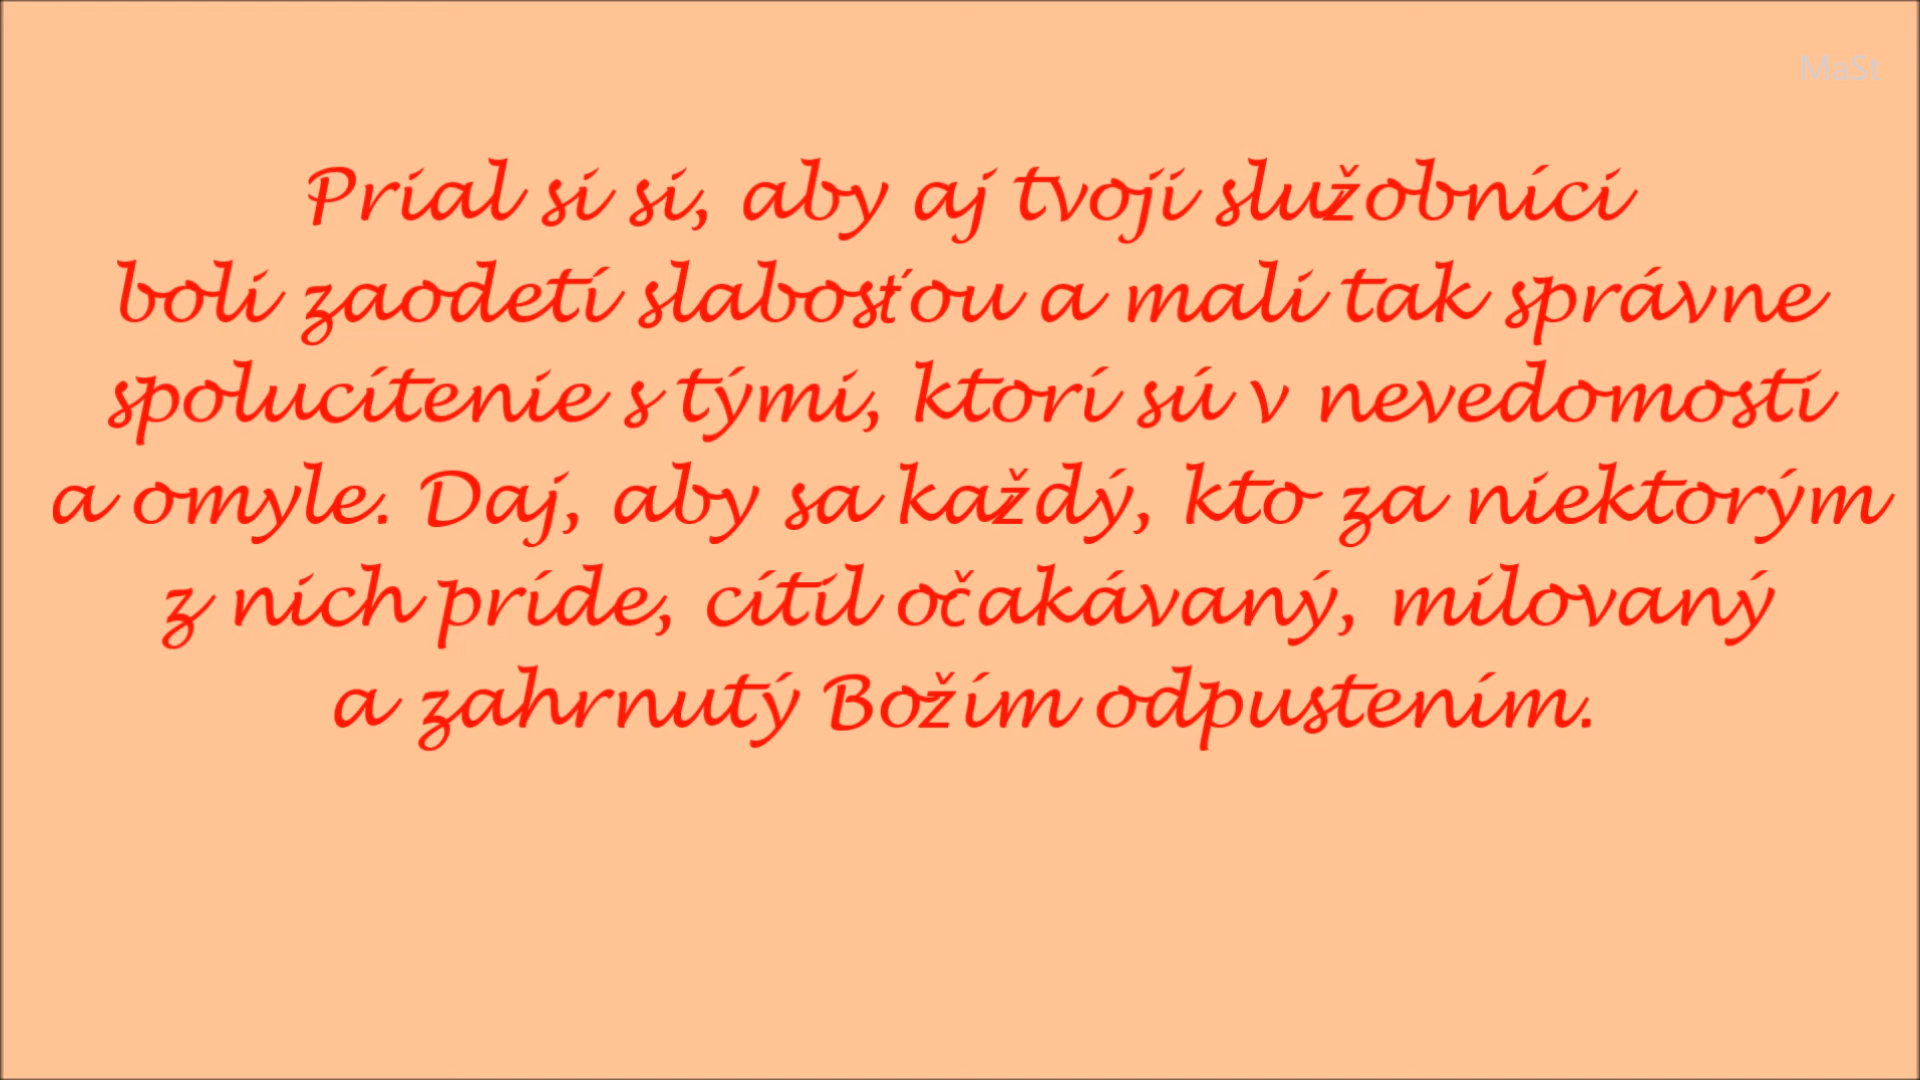 MaSt
Prial si si, aby aj tvoji služobníci
boli zaodetí slabosťou a mali tak správne
spolucítenie s tými, ktorí sú v nevedomosti
a omyle. Daj, aby sa každý, kto za niektorým
z nich príde, cítil očakávaný, milovaný
a zahrnutý Božím odpustením.